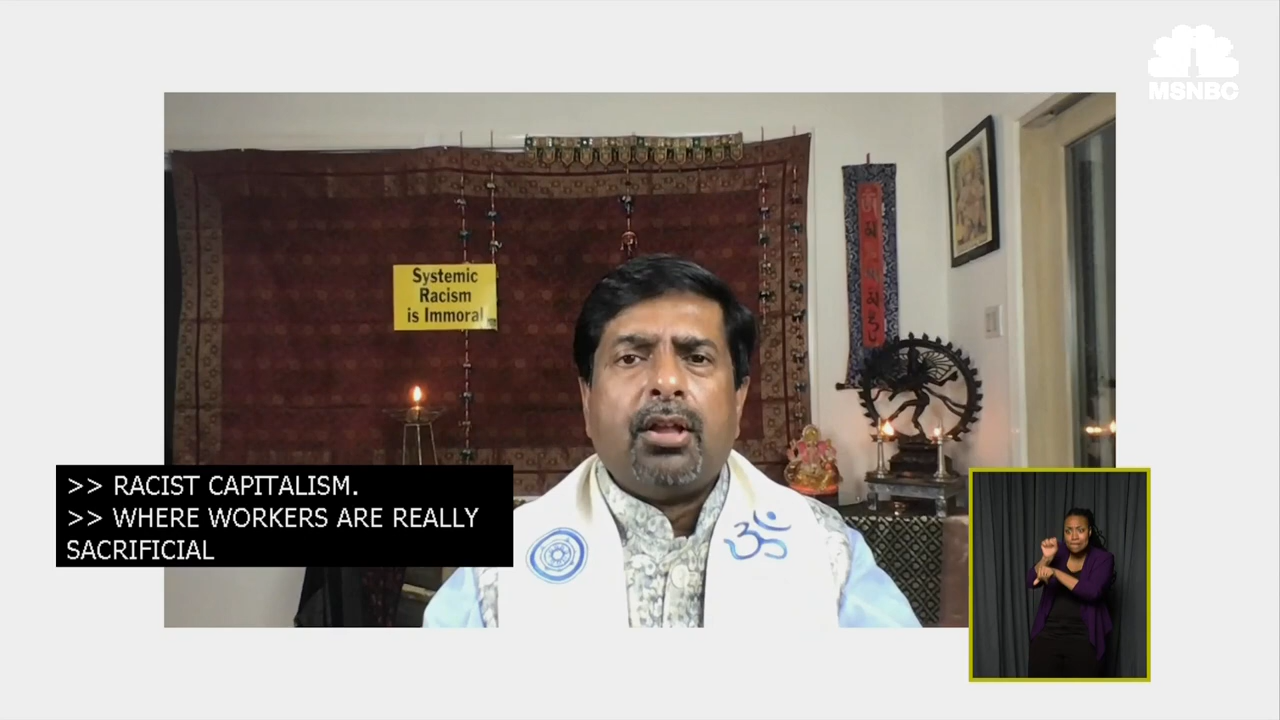 MSNBC
Systemic
Racism
is Immoral
ॐ
>> RACIST CAPITALISM.
>> WHERE WORKERS ARE REALLY
SACRIFICIAL